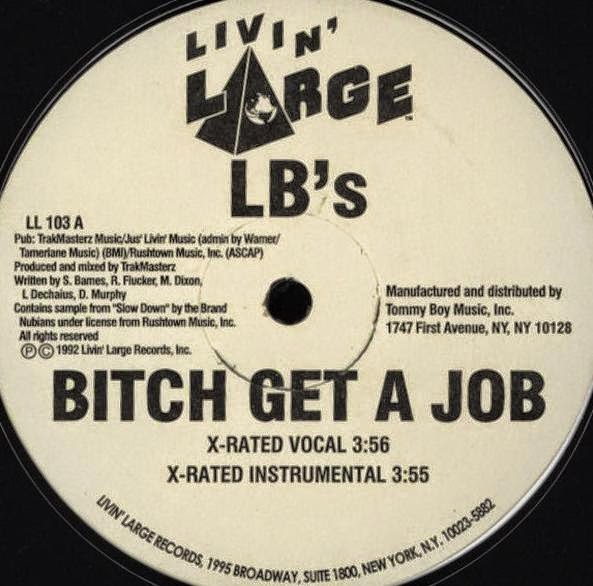 LIVIN'
LARGE™
LB's
LL 103 A
Pub: TrakMasterz Music/Jus' Livin' Music (admin by Warner/
Tamerlane Music) (BMI)/Rushtown Music, Inc. (ASCAP)
Produced and mixed by TrakMasterz
Written by S. Barnes, R. Flucker, M. Dixon,
L Dechaius, D. Murphy
Contains sample from "Slow Down" by the Brand
Nubians under license from Rushtown Music, Inc.
All rights reserved
Ⓟ© 1992 Livin' Large Records, Inc.
Manufactured and distributed by
Tommy Boy Music, Inc.
1747 First Avenue, NY, NY 10128
BITCH GET A JOB
X-RATED VOCAL 3:56
X-RATED INSTRUMENTAL 3:55
LIVIN' LARGE RECORDS, 1995 BROADWAY, SUITE 1800, NEW YORK, N.Y. 10023-5882